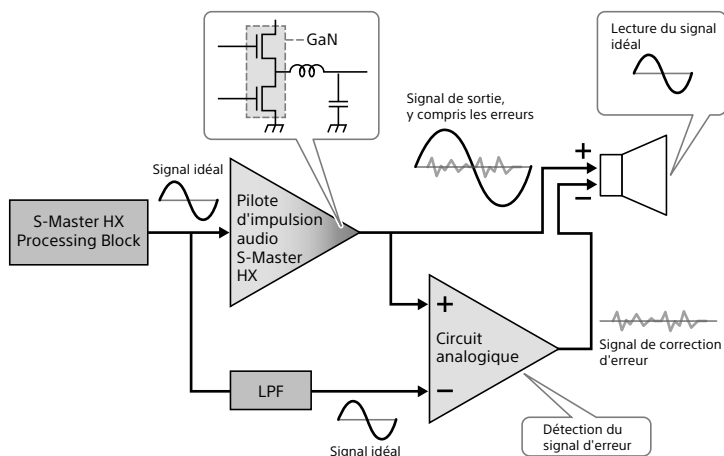 GaN
Lecture du signal
idéal
Signal de sortie,
y compris les erreurs
Signal idéal
+
−
S-Master HX
Processing Block
Pilote
d'impulsion
audio
S-Master
HX
+
Circuit
analogique
−
Signal de correction
d'erreur
LPF
Signal idéal
Détection du
signal d'erreur